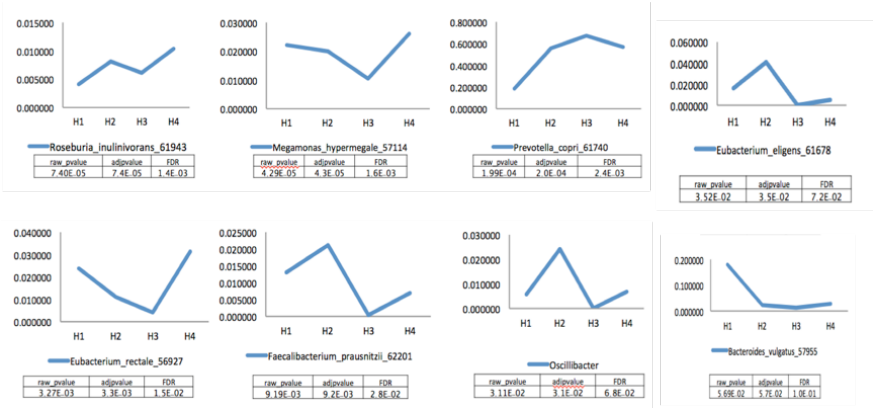 0.015000
0.010000
0.005000
0.000000
H1 H2 H3 H4
Roseburia_inulinivorans_61943
raw_pvalue adjpvalue FDR
7.40E-05 7.4E-05 1.4E-03
0.030000
0.020000
0.010000
0.000000
H1 H2 H3 H4
Megamonas_hypermegale_57114
raw_pvalue adjpvalue FDR
4.29E-05 4.3E-05 1.6E-03
0.800000
0.600000
0.400000
0.200000
0.000000
H1 H2 H3 H4
Prevotella_copri_61740
raw_pvalue adjpvalue FDR
1.99E-04 2.0E-04 2.4E-03
0.060000
0.040000
0.020000
0.000000
H1 H2 H3 H4
Eubacterium_eligens_61678
raw_pvalue adjpvalue FDR
3.52E-02 3.5E-02 7.2E-02
0.040000
0.030000
0.020000
0.010000
0.000000
H1 H2 H3 H4
Eubacterium_rectale_56927
raw_pvalue adjpvalue FDR
3.27E-03 3.3E-03 1.5E-02
0.025000
0.020000
0.015000
0.010000
0.005000
0.000000
H1 H2 H3 H4
Faecalibacterium_prausnitzii_62201
raw_pvalue adjpvalue FDR
9.19E-03 9.2E-03 2.8E-02
0.030000
0.020000
0.010000
0.000000
H1 H2 H3 H4
Oscillibacter
raw_pvalue adjpvalue FDR
3.11E-02 3.1E-02 6.8E-02
0.200000
0.100000
0.000000
H1 H2 H3 H4
Bacteroides_vulgatus_57955
raw_pvalue adjpvalue FDR
5.69E-02 5.7E-02 1.0E-01